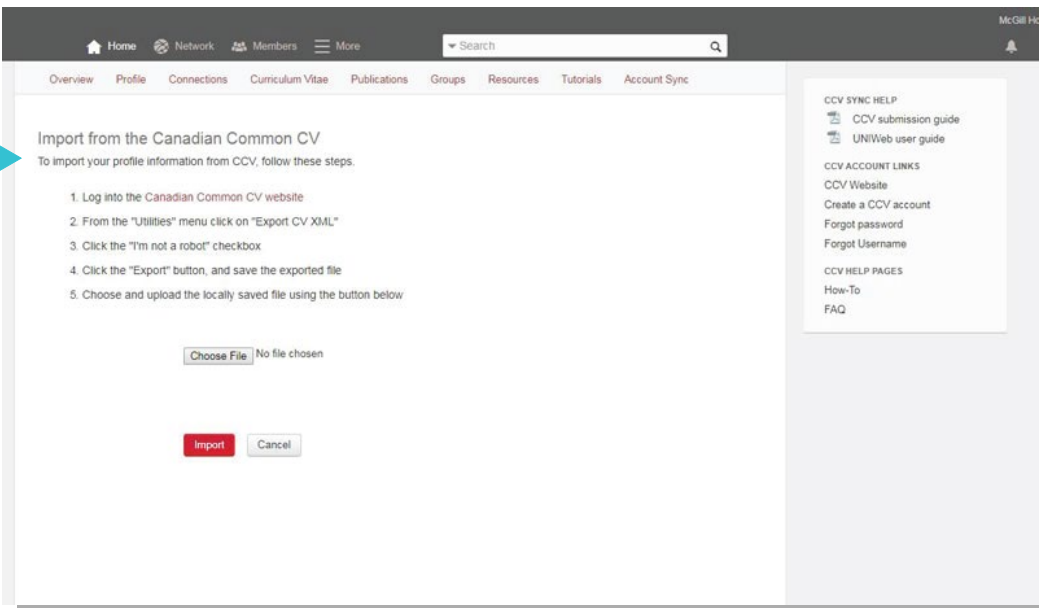 McGill Ho
Home Network Members More Search
Overview Profile Connections Curriculum Vitae Publications Groups Resources Tutorials Account Sync
Import from the Canadian Common CV
To import your profile information from CCV, follow these steps.
1. Log into the Canadian Common CV website
2. From the "Utilities" menu click on "Export CV XML"
3. Click the "I'm not a robot" checkbox
4. Click the "Export" button, and save the exported file
5. Choose and upload the locally saved file using the button below
Choose File No file chosen
Import Cancel
CCV SYNC HELP
CCV submission guide
UNIWeb user guide
CCV ACCOUNT LINKS
CCV Website
Create a CCV account
Forgot password
Forgot Username
CCV HELP PAGES
How-To
FAQ